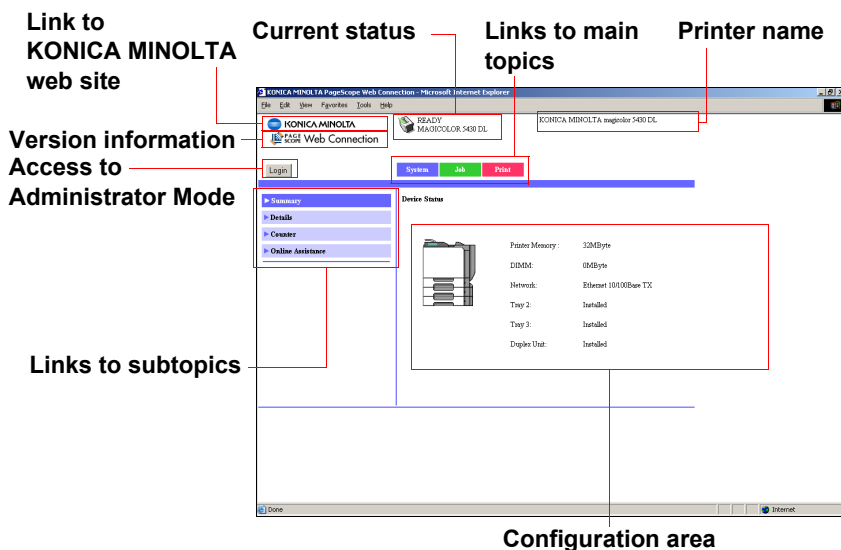 Link to
KONICA MINOLTA
web site
Current status
Links to main
topics
Printer name
KONICA MINOLTA PageScope Web Connection - Microsoft Internet Explorer
File Edit View Favorites Tools Help
KONICA MINOLTA
READY
MAGICOLOR 5430 DL
KONICA MINOLTA magicolor 5430 DL
Version information
PAGE SCOPE Web Connection
Access to
Administrator Mode
Login
System Job Print
Summary
Details
Counter
Online Assistance
Device Status
Printer Memory : 32MByte
DIMM: 0MByte
Network: Ethernet 10/100Base TX
Tray 2: Installed
Tray 3: Installed
Duplex Unit: Installed
Links to subtopics
Done Internet
Configuration area